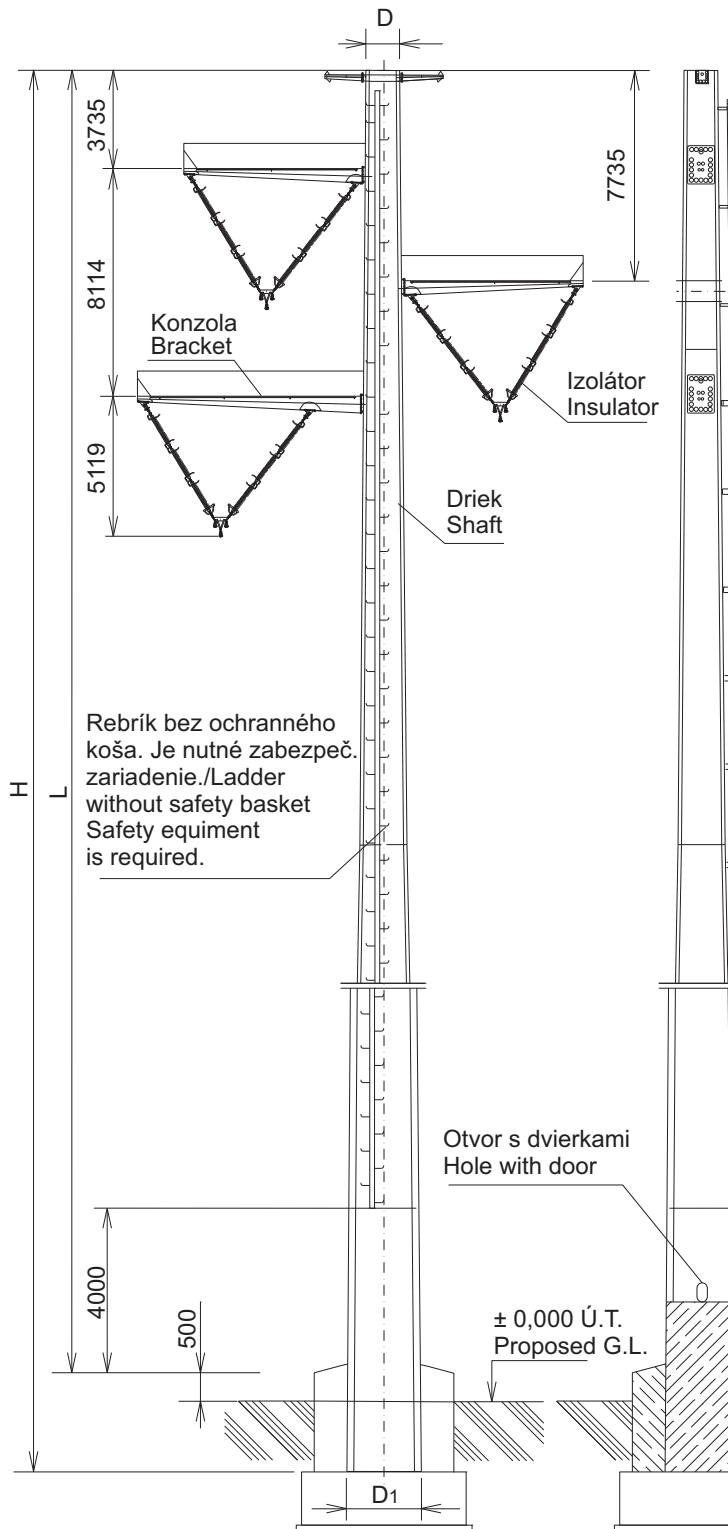 D
3735
7735
8114
Konzola
Bracket
Izolátor
Insulator
5119
Driek
Shaft
H
L
Rebrík bez ochranného
koša. Je nutné zabezpeč.
zariadenie./Ladder
without safety basket
Safety equiment
is required.
Otvor s dvierkami
Hole with door
4000
500
± 0,000 Ú.T.
Proposed G.L.
D1